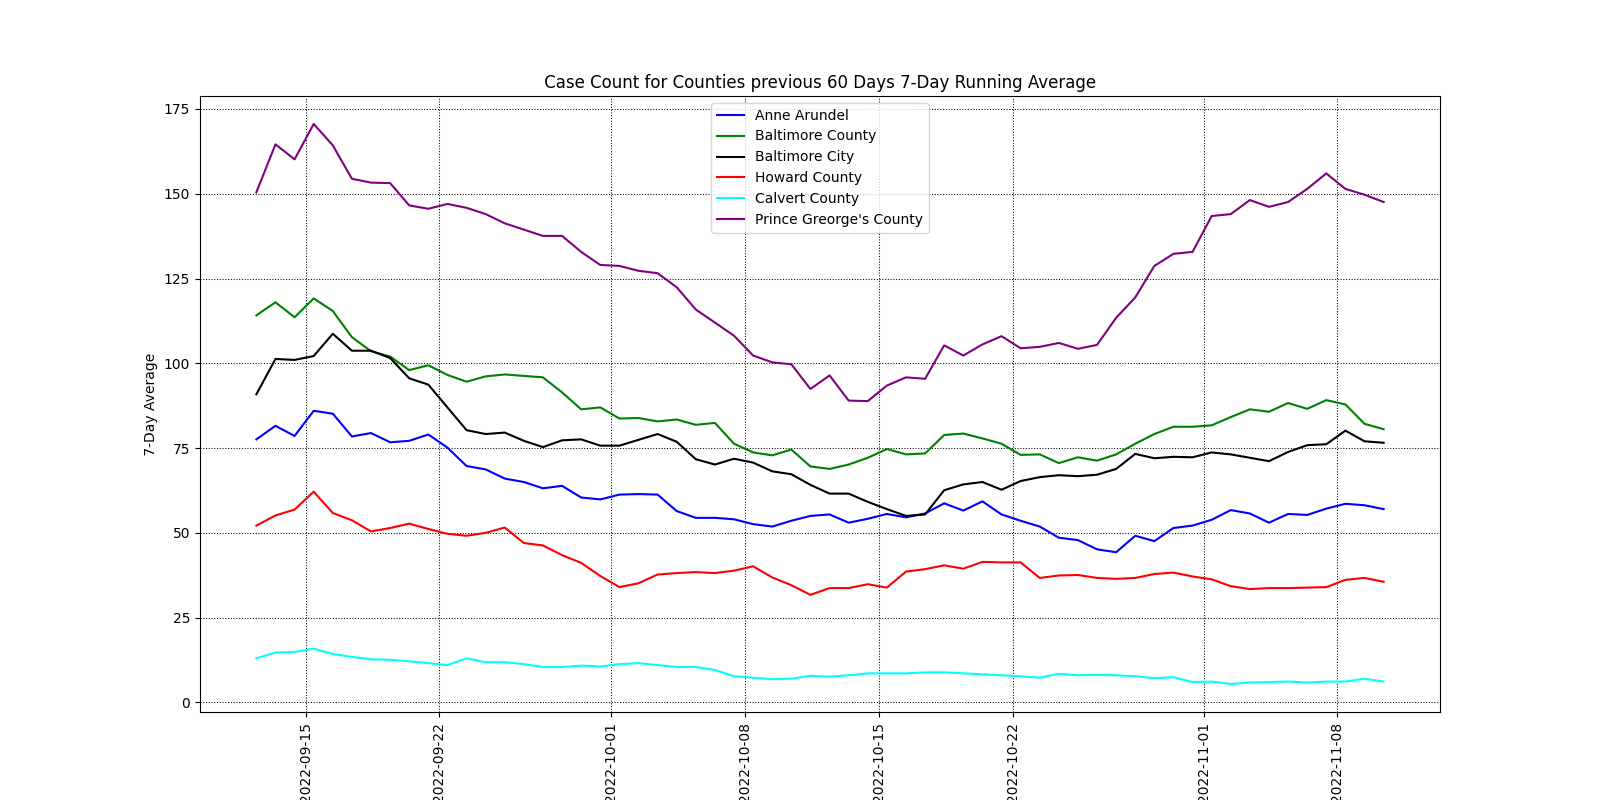 Case Count for Counties previous 60 Days 7-Day Running Average
Anne Arundel
Baltimore County
Baltimore City
Howard County
Calvert County
Prince Greorge's County
7-Day Average
175
150
125
100
75
50
25
0
2022-09-15
2022-09-22
2022-10-01
2022-10-08
2022-10-15
2022-10-22
2022-11-01
2022-11-08